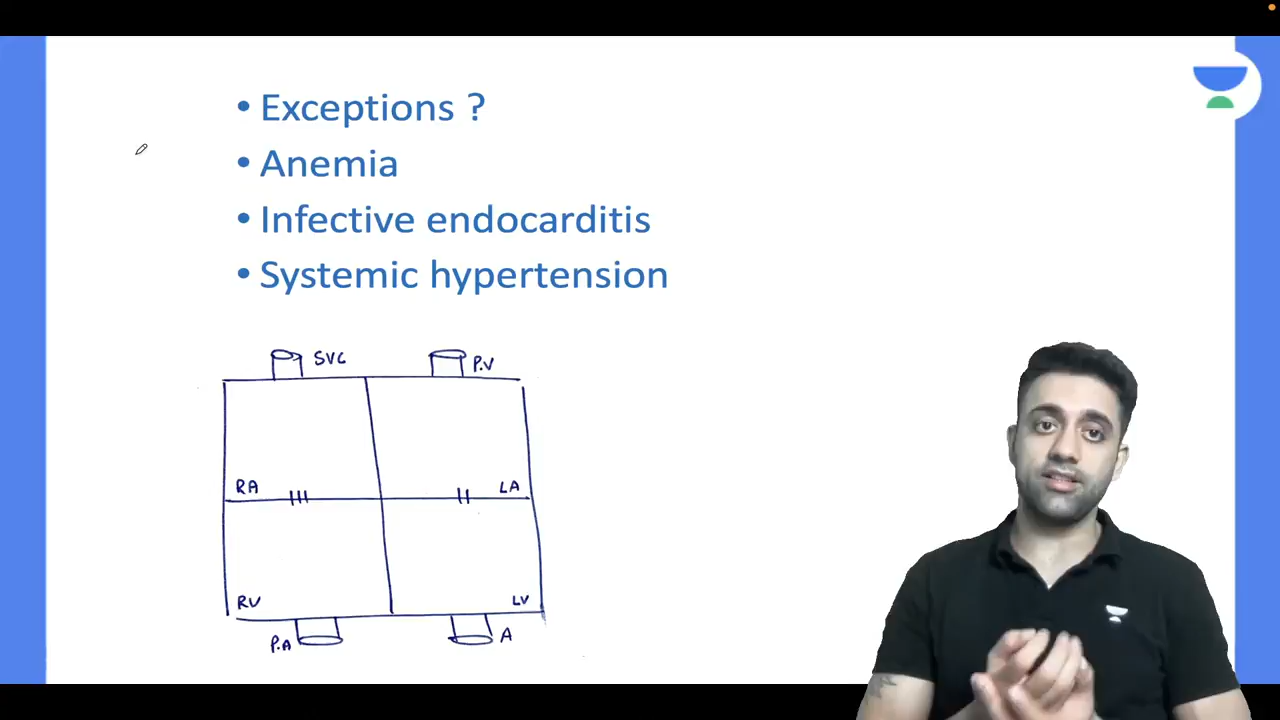 • Exceptions ?
• Anemia
• Infective endocarditis
• Systemic hypertension
SVC P.V
RA LA
RV LV
P.A A